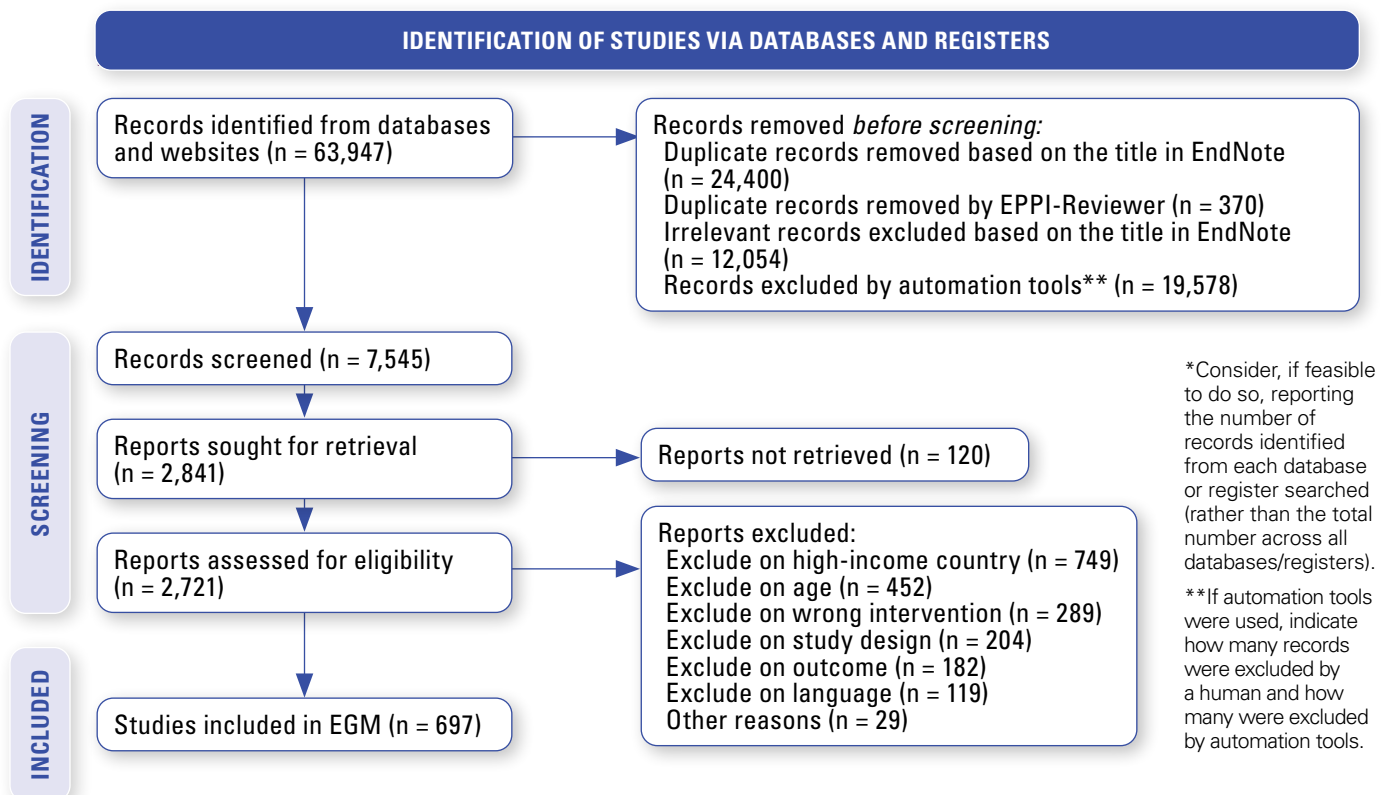 IDENTIFICATION OF STUDIES VIA DATABASES AND REGISTERS
IDENTIFICATION
Records identified from databases
and websites (n = 63,947)
Records removed before screening:
Duplicate records removed based on the title in EndNote
(n = 24,400)
Duplicate records removed by EPPI-Reviewer (n = 370)
Irrelevant records excluded based on the title in EndNote
(n = 12,054)
Records excluded by automation tools** (n = 19,578)
SCREENING
Records screened (n = 7,545)
Reports sought for retrieval
(n = 2,841)
Reports not retrieved (n = 120)
Reports assessed for eligibility
(n = 2,721)
Reports excluded:
Exclude on high-income country (n = 749)
Exclude on age (n = 452)
Exclude on wrong intervention (n = 289)
Exclude on study design (n = 204)
Exclude on outcome (n = 182)
Exclude on language (n = 119)
Other reasons (n = 29)
INCLUDED
Studies included in EGM (n = 697)
*Consider, if feasible
to do so, reporting
the number of
records identified
from each database
or register searched
(rather than the total
number across all
databases/registers).
**If automation tools
were used, indicate
how many records
were excluded by
a human and how
many were excluded
by automation tools.